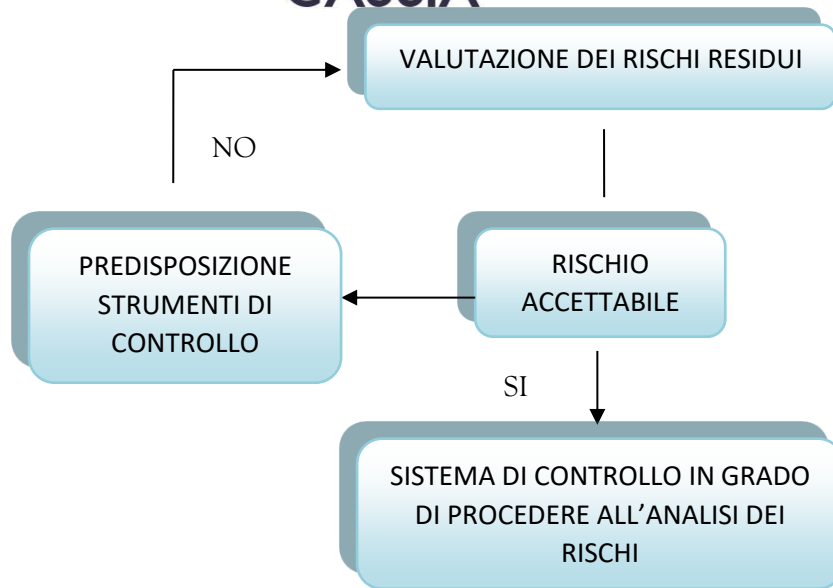 VALUTAZIONE DEI RISCHI RESIDUI
NO
PREDISPOSIZIONE
STRUMENTI DI
CONTROLLO
RISCHIO
ACCETTABILE
SI
SISTEMA DI CONTROLLO IN GRADO
DI PROCEDERE ALL’ANALISI DEI
RISCHI